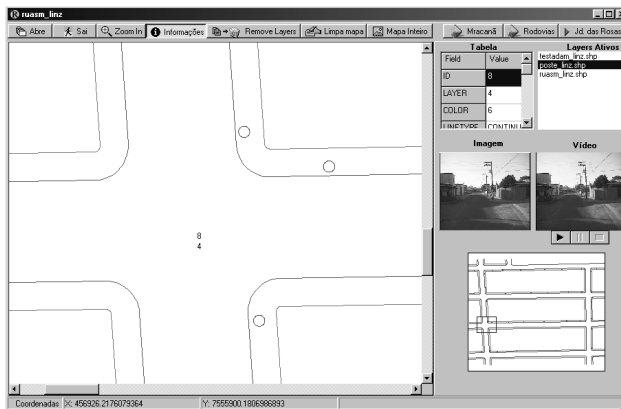 ruasm_linz
Abre Sai Zoom In Informações Remove Layers Limpa mapa Mapa Inteiro Mracanã Rodovias Jd. das Rosas
Tabela
Layers Ativos
Field Value
ID 8
LAYER 4
COLOR 6
LINETYPE CONTINU
testadam_linz.shp
poste_linz.shp
ruasm_linz.shp
Imagem Vídeo
8
4
Coordenadas X: 456926.2176079364 Y: 7555900.1806986893